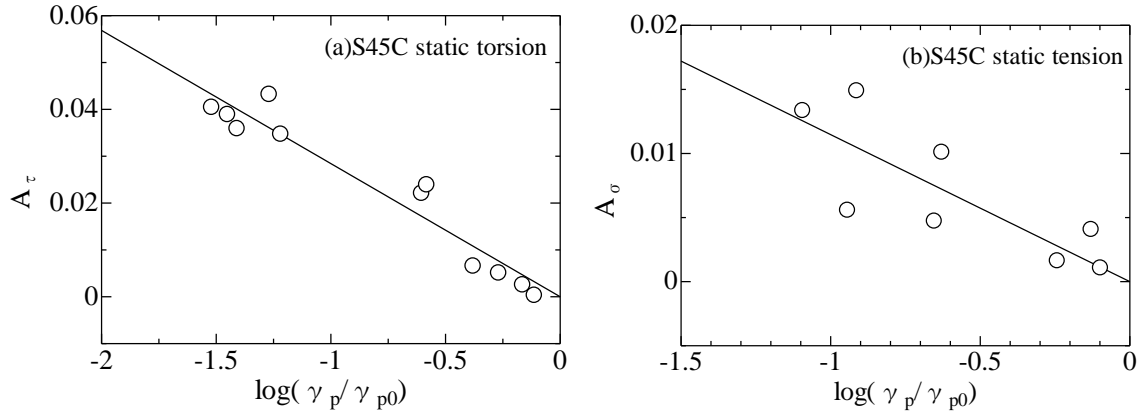 0.06
(a)S45C static torsion
0.04
0.02
0
A τ
-2 -1.5 -1 -0.5 0
log( γ p/ γ p0)
0.02
(b)S45C static tension
0.01
0
A σ
-1.5 -1 -0.5 0
log( γ p/ γ p0)